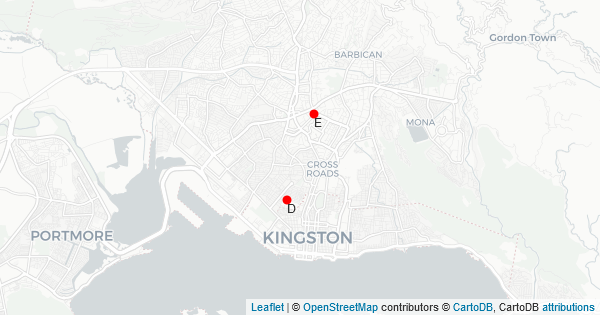 Gordon Town
BARBICAN
E
MONA
CROSS
ROADS
D
PORTMORE
KINGSTON
Leaflet | © OpenStreetMap contributors © CartoDB, CartoDB attributions